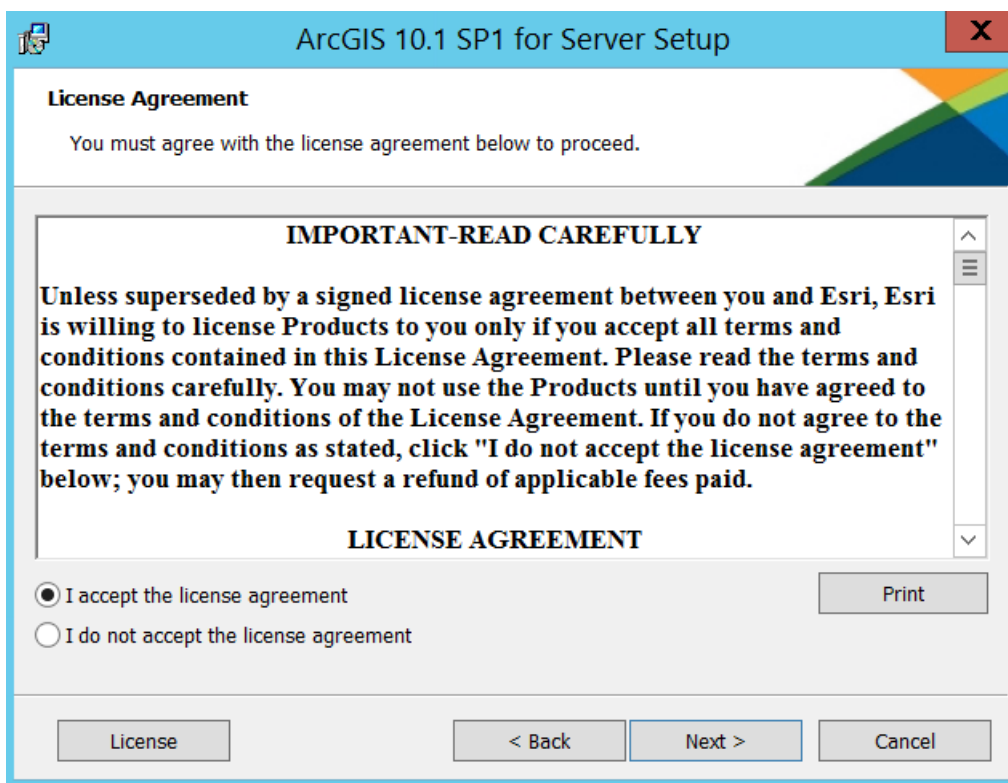 ArcGIS 10.1 SP1 for Server Setup
X
License Agreement
You must agree with the license agreement below to proceed.
IMPORTANT-READ CAREFULLY
Unless superseded by a signed license agreement between you and Esri, Esri
is willing to license Products to you only if you accept all terms and
conditions contained in this License Agreement. Please read the terms and
conditions carefully. You may not use the Products until you have agreed to
the terms and conditions of the License Agreement. If you do not agree to the
terms and conditions as stated, click "I do not accept the license agreement"
below; you may then request a refund of applicable fees paid.
LICENSE AGREEMENT
I accept the license agreement
Print
I do not accept the license agreement
License
< Back
Next >
Cancel